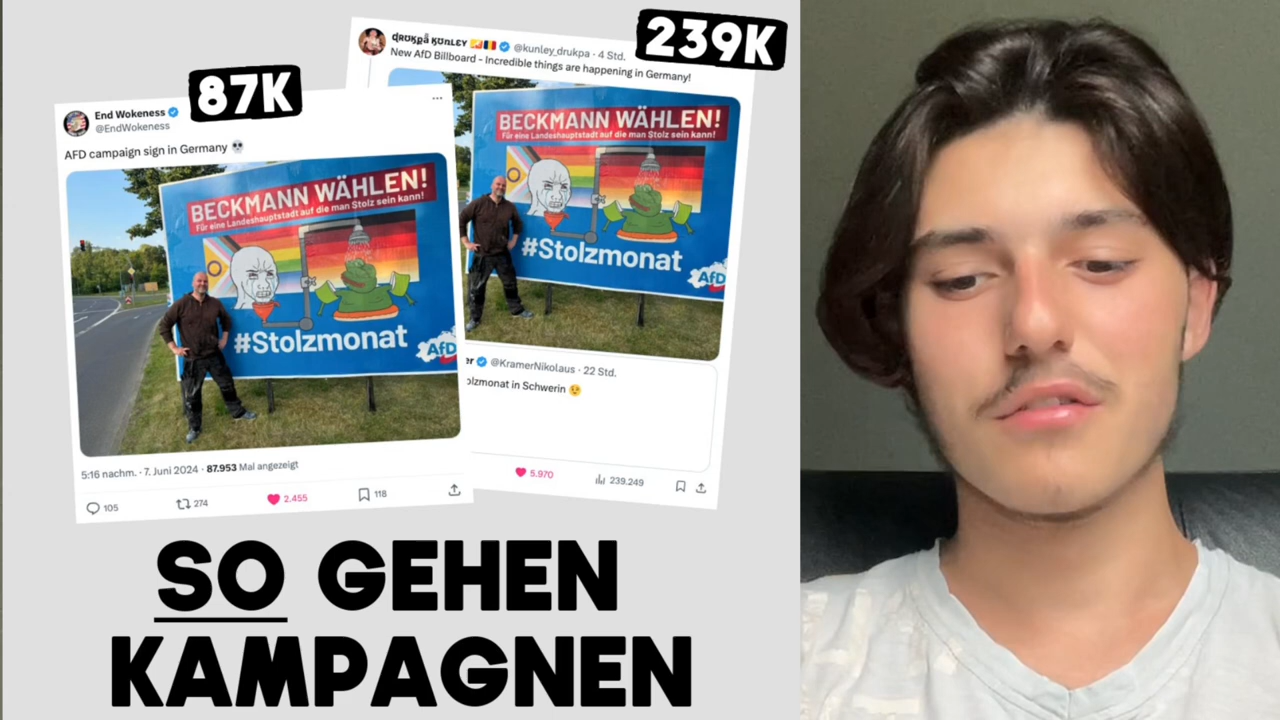 87K
End Wokeness
@EndWokeness
AFD campaign sign in Germany 💀
BECKMANN WÄHLEN!
Für eine Landeshauptstadt auf die man Stolz sein kann!
#Stolzmonat
AfD
5:16 nachm. · 7. Juni 2024 · 87.953 Mal angezeigt
105
274
2.455
118
239K
@kunley_drukpa · 4 Std.
New AfD Billboard - Incredible things are happening in Germany!
BECKMANN WÄHLEN!
Für eine Landeshauptstadt auf die man Stolz sein kann!
#Stolzmonat
AfD
er @KramerNikolaus · 22 Std.
olzmonat in Schwerin 😉
5.970
239.249
SO GEHEN
KAMPAGNEN